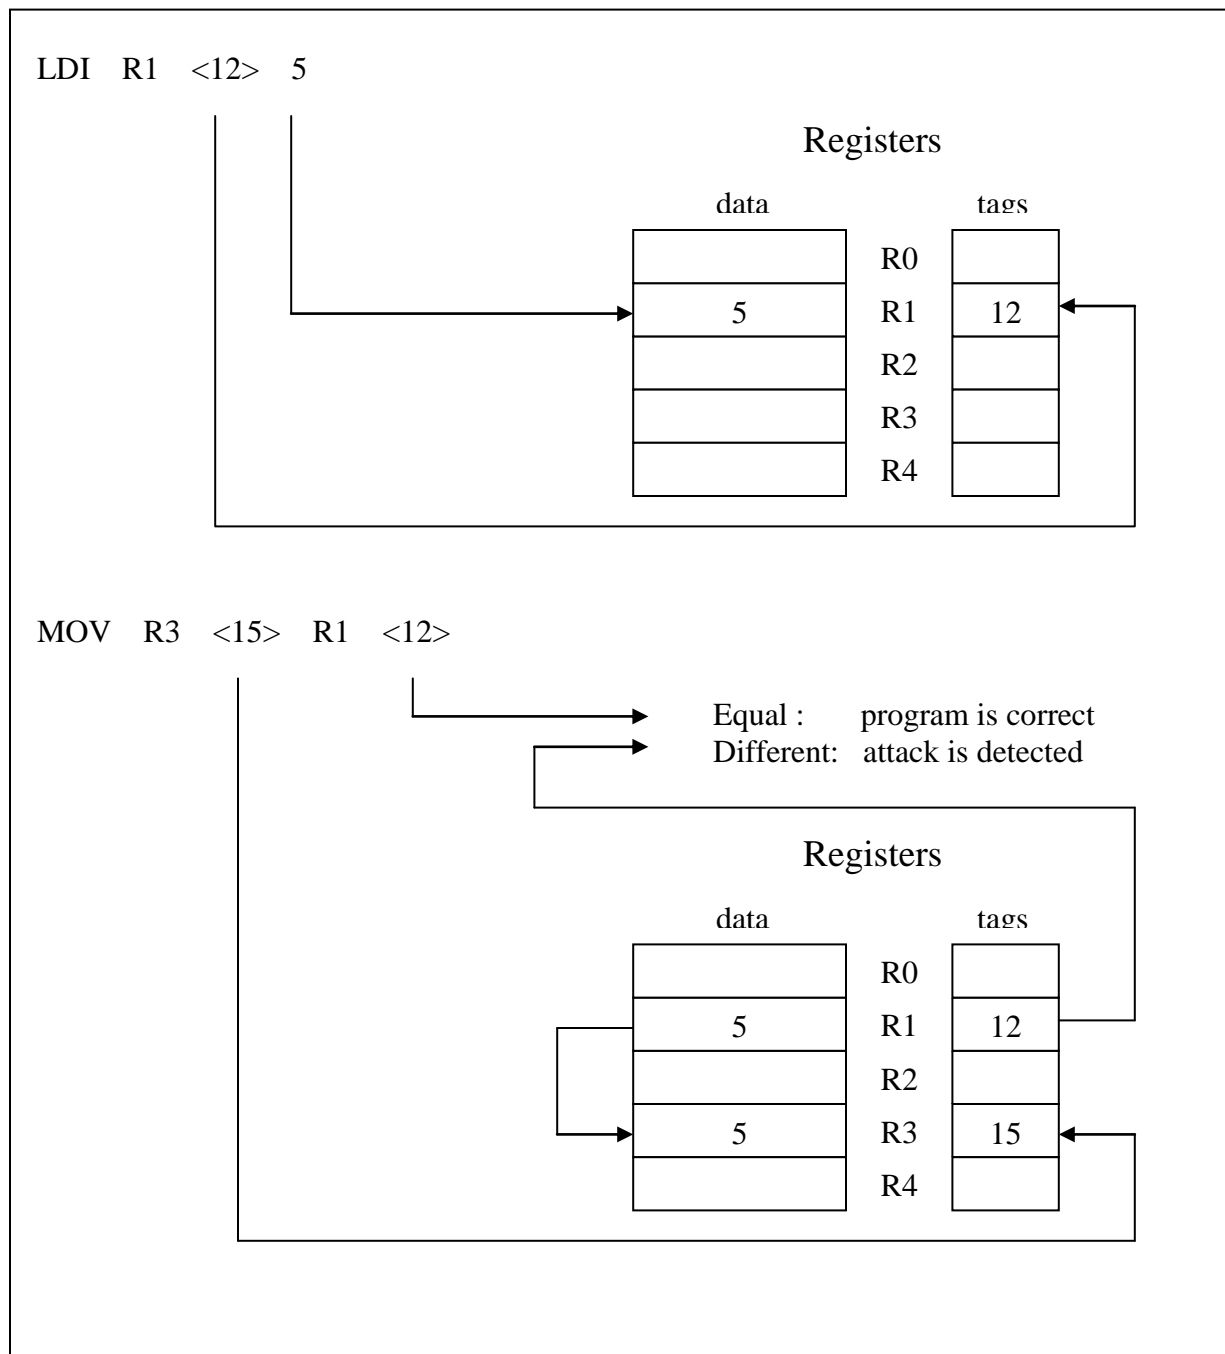 LDI R1 <12> 5
Registers
data tags
R0
5 R1 12
R2
R3
R4
MOV R3 <15> R1 <12>
Equal : program is correct
Different: attack is detected
Registers
data tags
R0
5 R1 12
R2
5 R3 15
R4